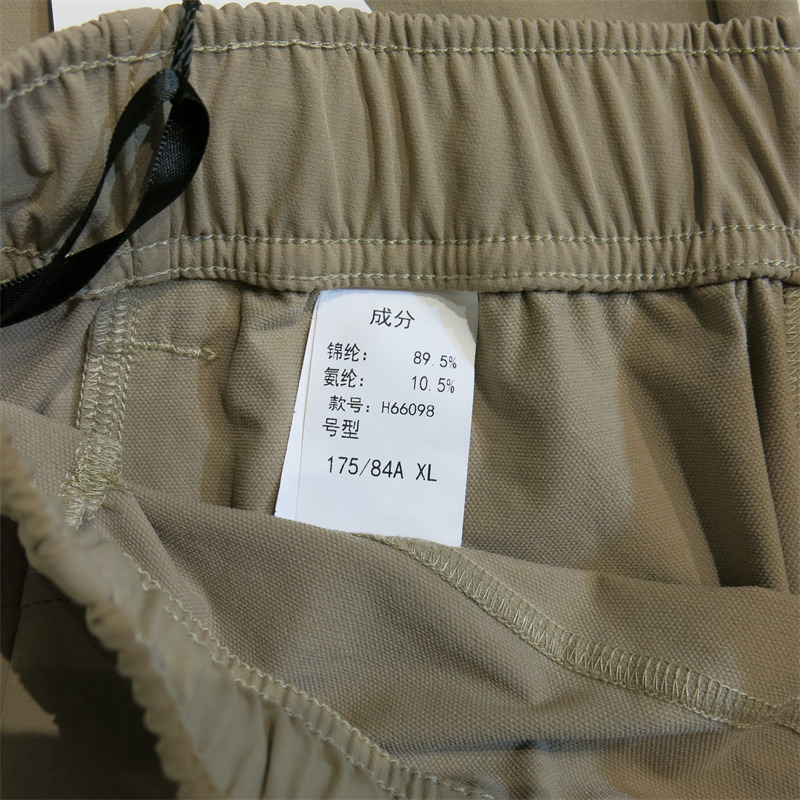 成分
锦纶： 89.5%
氨纶： 10.5%
款号：H66098
号型
175/84A XL